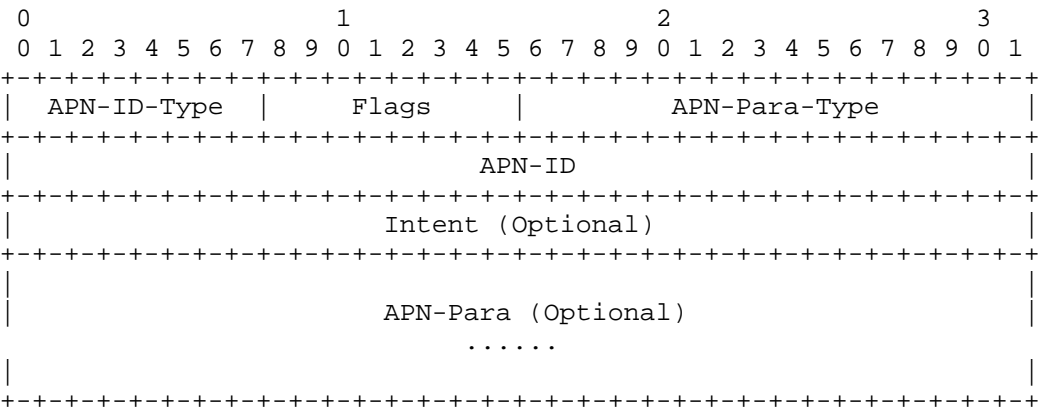 0                   1                   2                   3
 0 1 2 3 4 5 6 7 8 9 0 1 2 3 4 5 6 7 8 9 0 1 2 3 4 5 6 7 8 9 0 1
+-+-+-+-+-+-+-+-+-+-+-+-+-+-+-+-+-+-+-+-+-+-+-+-+-+-+-+-+-+-+-+-+
|  APN-ID-Type  |     Flags     |         APN-Para-Type         |
+-+-+-+-+-+-+-+-+-+-+-+-+-+-+-+-+-+-+-+-+-+-+-+-+-+-+-+-+-+-+-+-+
|                             APN-ID                            |
+-+-+-+-+-+-+-+-+-+-+-+-+-+-+-+-+-+-+-+-+-+-+-+-+-+-+-+-+-+-+-+-+
|                       Intent (Optional)                       |
+-+-+-+-+-+-+-+-+-+-+-+-+-+-+-+-+-+-+-+-+-+-+-+-+-+-+-+-+-+-+-+-+
|                                                               |
|                       APN-Para (Optional)                     |
                             ......
|                                                               |
+-+-+-+-+-+-+-+-+-+-+-+-+-+-+-+-+-+-+-+-+-+-+-+-+-+-+-+-+-+-+-+-+